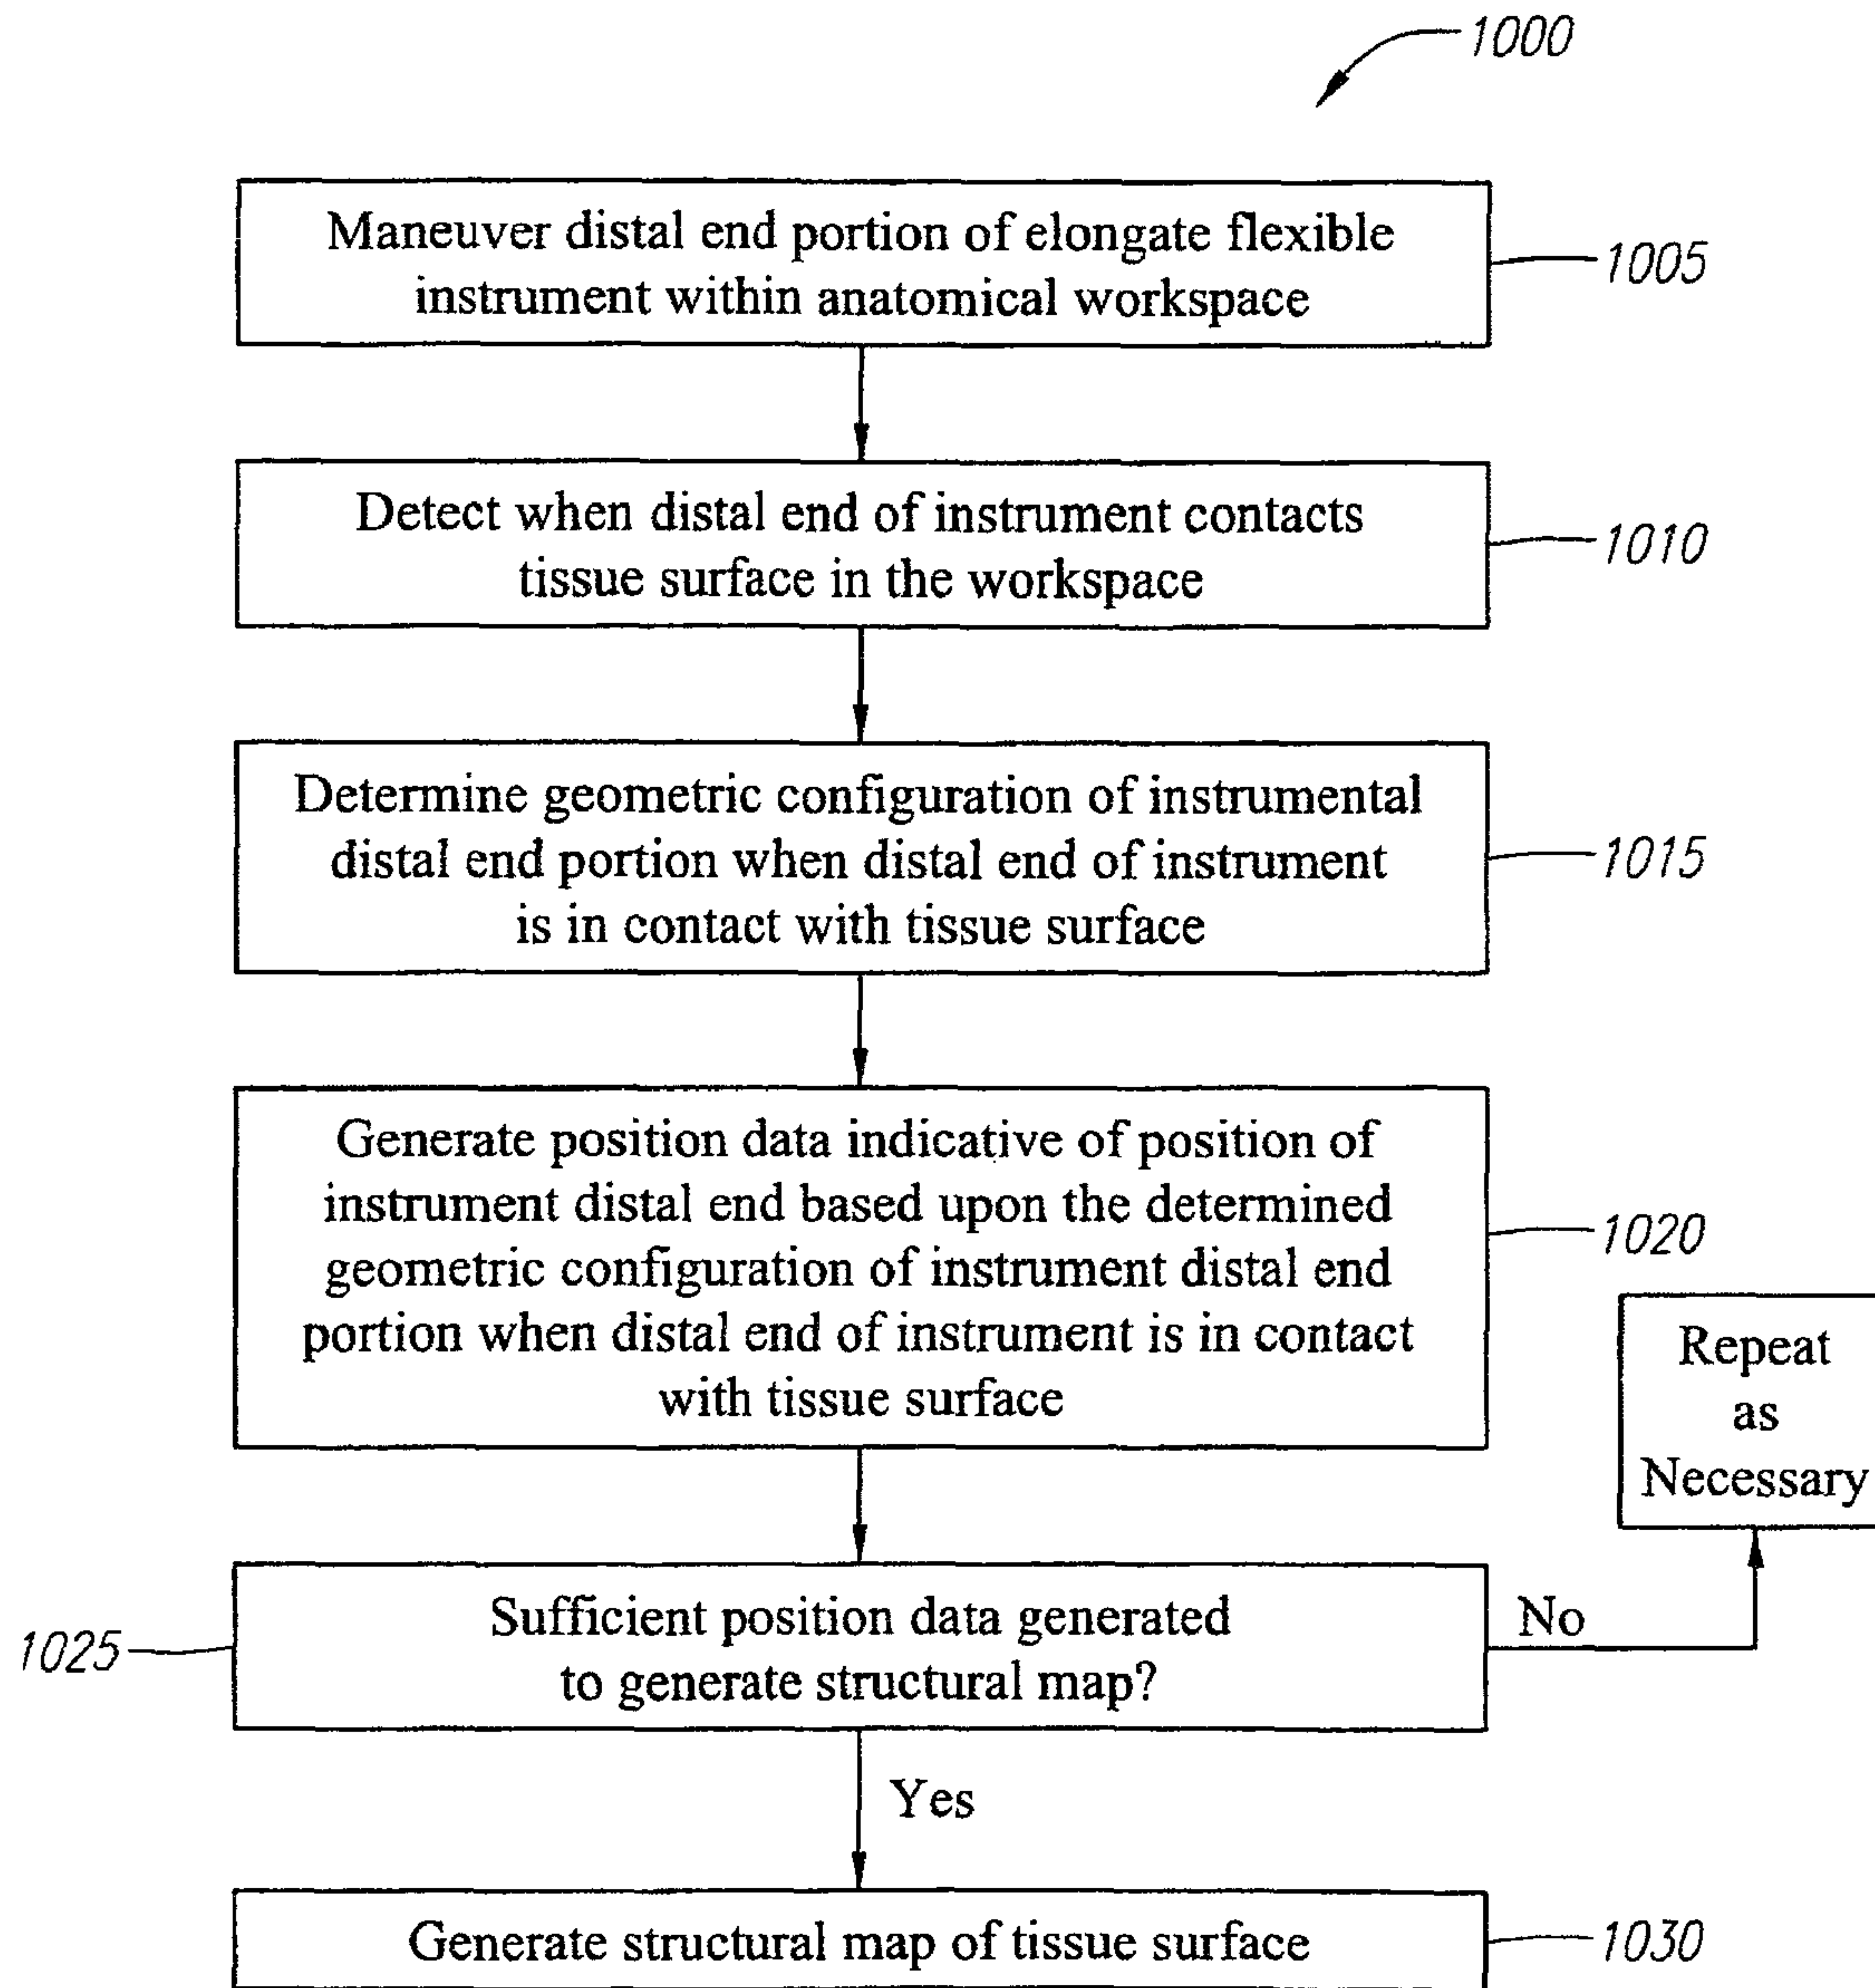 1000
Maneuver distal end portion of elongate flexible
instrument within anatomical workspace
1005
Detect when distal end of instrument contacts
tissue surface in the workspace
1010
Determine geometric configuration of instrumental
distal end portion when distal end of instrument
is in contact with tissue surface
1015
Generate position data indicative of position of
instrument distal end based upon the determined
geometric configuration of instrument distal end
portion when distal end of instrument is in contact
with tissue surface
1020
Repeat
as
Necessary
Sufficient position data generated
to generate structural map?
1025
No
Yes
Generate structural map of tissue surface
1030